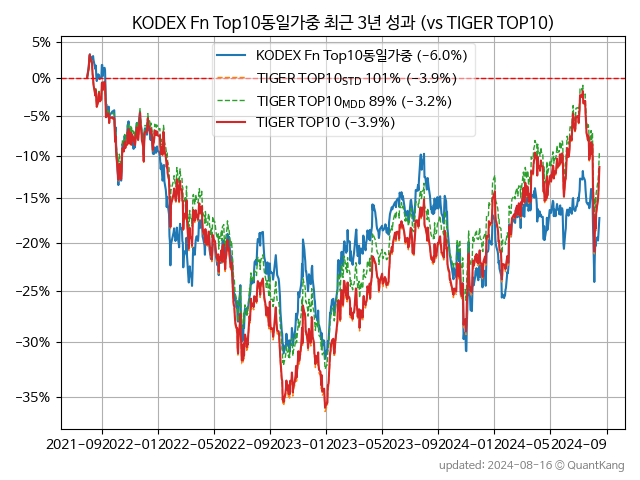 KODEX Fn Top10동일가중 최근 3년 성과 (vs TIGER TOP10)
KODEX Fn Top10동일가중 (−6.0%)
TIGER TOP10STD 101% (−3.9%)
TIGER TOP10MDD 89% (−3.2%)
TIGER TOP10 (−3.9%)
5%
0%
−5%
−10%
−15%
−20%
−25%
−30%
−35%
2021-09 2022-01 2022-05 2022-09 2023-01 2023-05 2023-09 2024-01 2024-05 2024-09
updated: 2024-08-16 © QuantKang